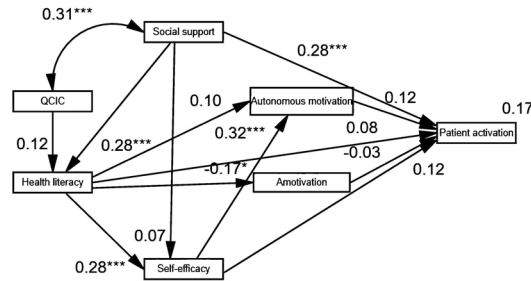 0.31***
Social support
0.28***
QCIC
0.10
Autonomous motivation
0.12
0.17
0.12
0.28***
0.32***
0.08
Patient activation
-0.03
Health literacy
-0.17*
Amotivation
0.12
0.07
0.28***
Self-efficacy